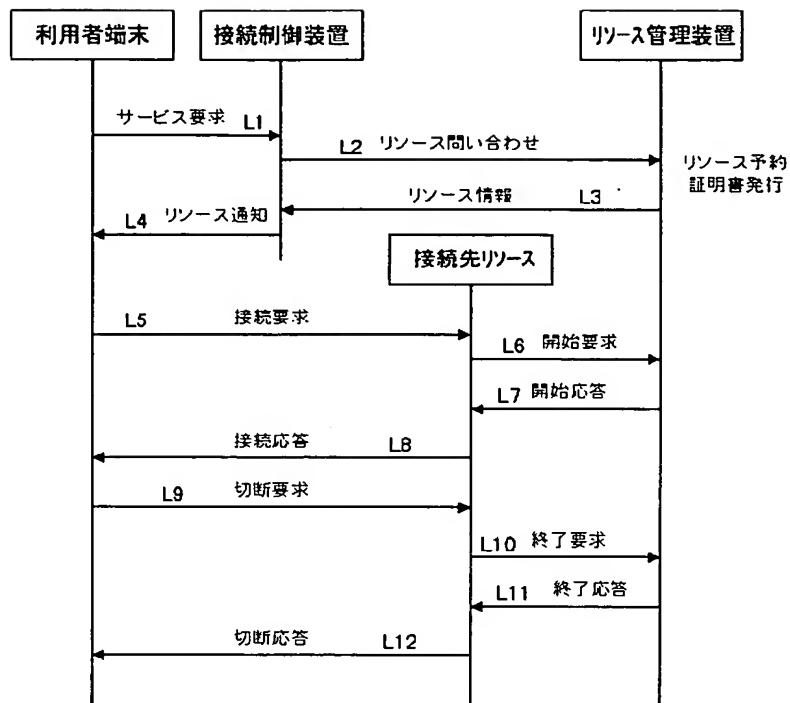 利用者端末
接続制御装置
リソース管理装置
サービス要求 L1
L2 リソース問い合わせ
リソース予約
証明書発行
リソース情報 L3
L4 リソース通知
接続先リソース
L5 接続要求
L6 開始要求
L7 開始応答
接続応答 L8
L9 切断要求
L10 終了要求
L11 終了応答
切断応答 L12